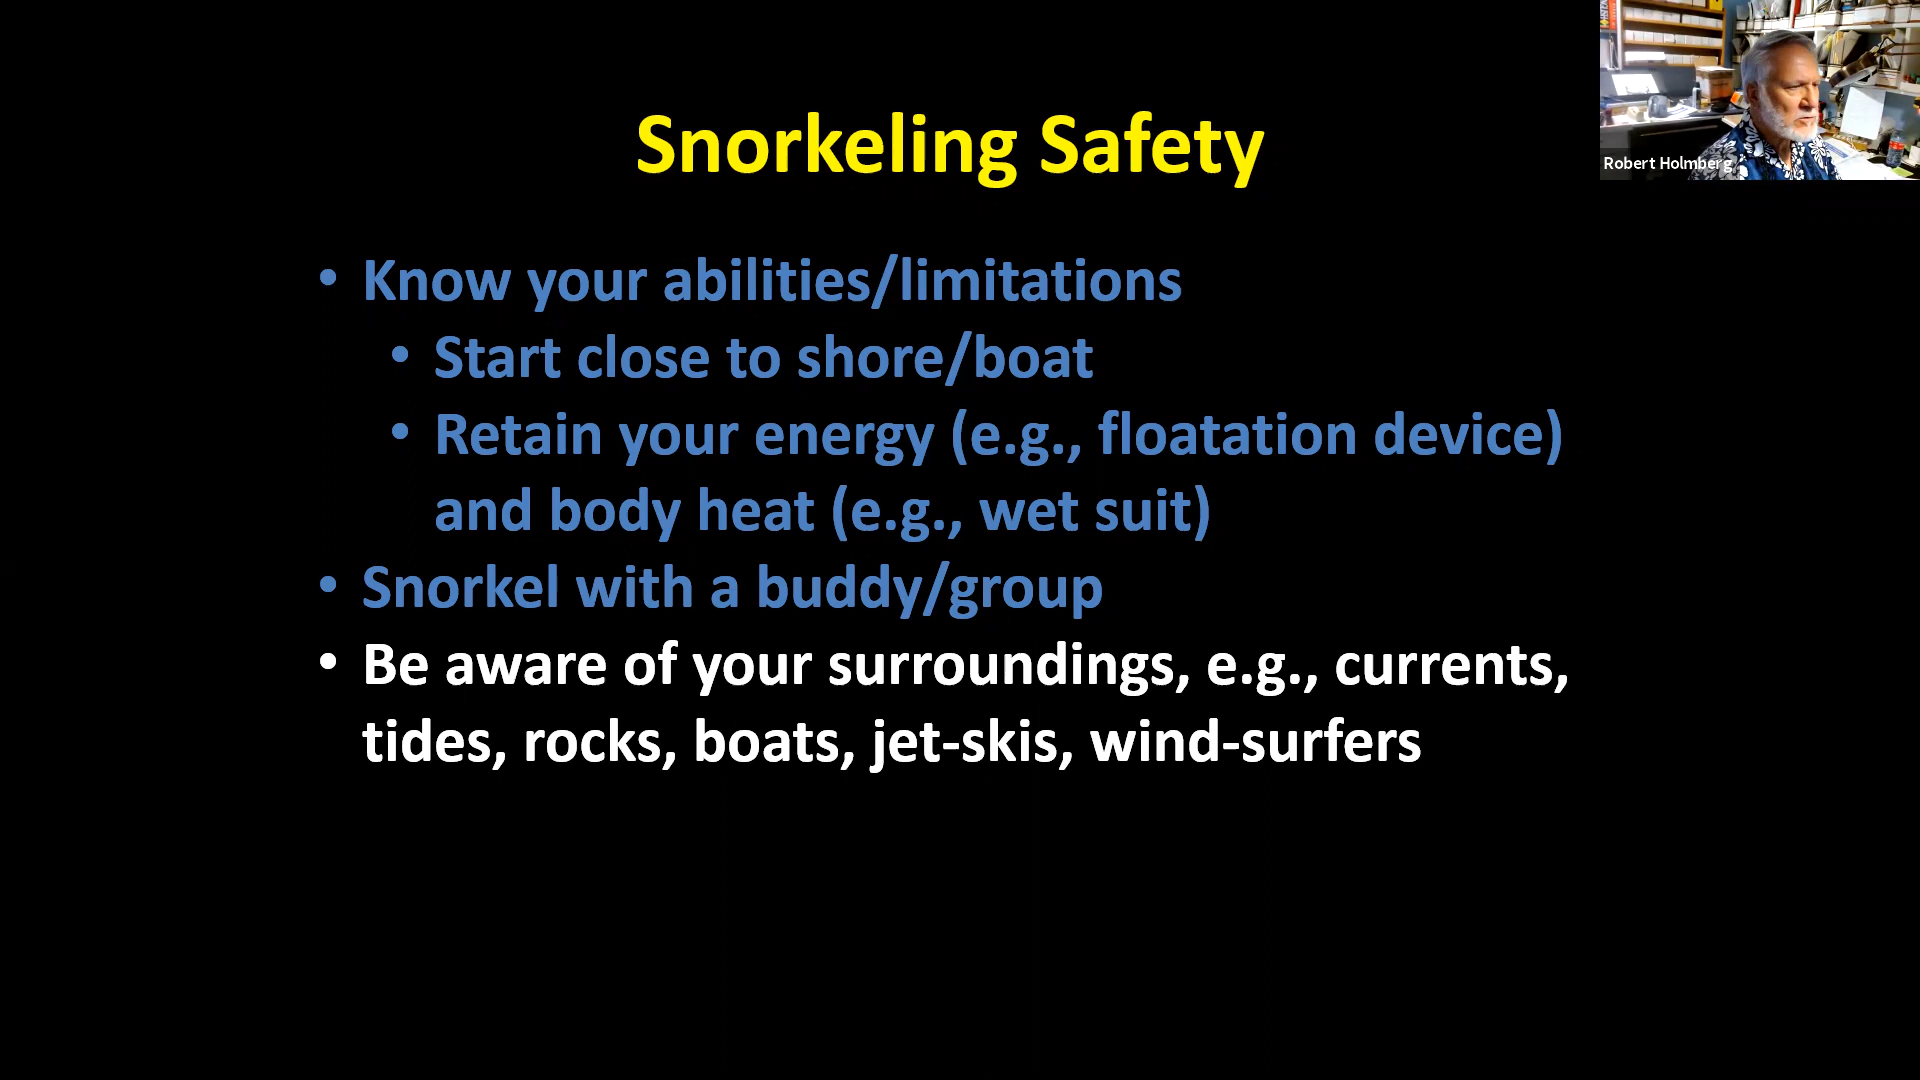 Snorkeling Safety
Robert Holmberg
• Know your abilities/limitations
• Start close to shore/boat
• Retain your energy (e.g., floatation device)
and body heat (e.g., wet suit)
• Snorkel with a buddy/group
• Be aware of your surroundings, e.g., currents,
tides, rocks, boats, jet-skis, wind-surfers